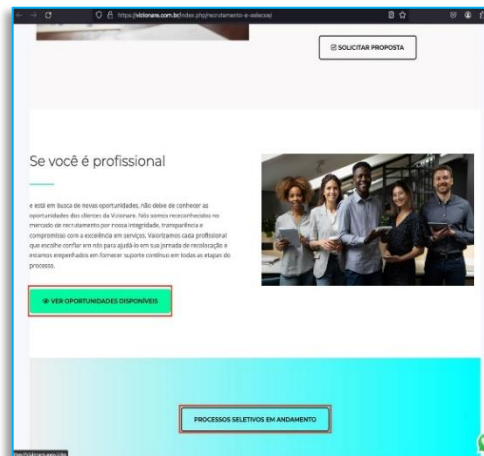 https://vizionare.com.br/index.php/recrutamento-e-selecao/
SOLICITAR PROPOSTA
Se você é profissional
e está em busca de novas oportunidades, não deixe de conhecer as
oportunidades dos clientes da Vizionare. Nós somos reconhecidos no
mercado de recrutamento por nossa integridade, transparência e
compromisso com a excelência em serviços. Valorizamos cada profissional
que escolhe confiar em nós para ajudá-lo em sua jornada de recolocação e
estamos empenhados em fornecer suporte contínuo em todas as etapas do
processo.
VER OPORTUNIDADES DISPONÍVEIS
PROCESSOS SELETIVOS EM ANDAMENTO